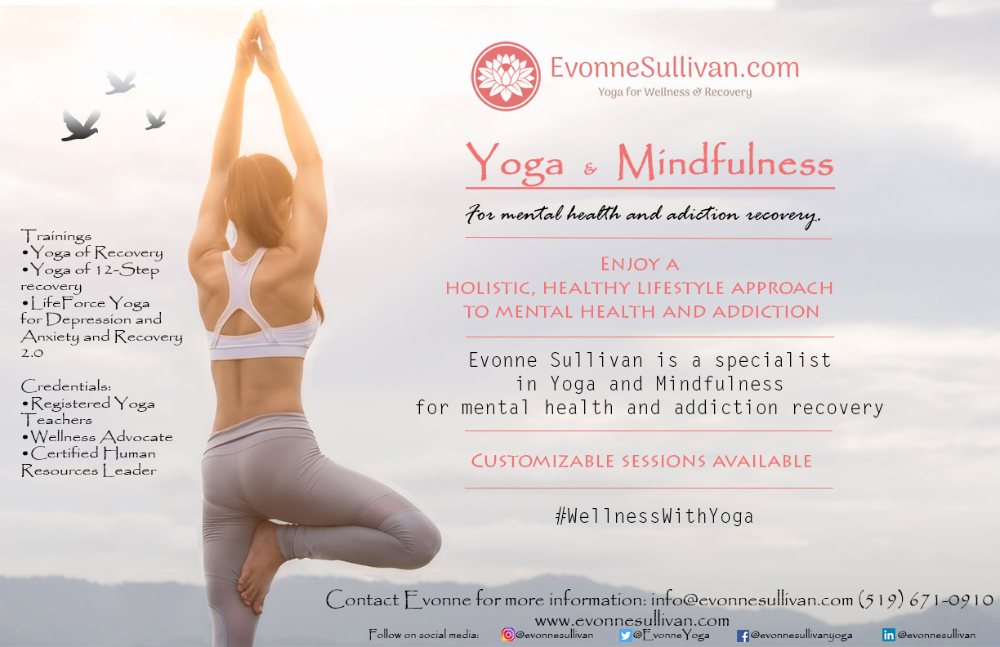 EvonneSullivan.com
Yoga for Wellness & Recovery
Yoga & Mindfulness
For mental health and adiction recovery.
Enjoy a
holistic, healthy lifestyle approach
to mental health and addiction
Evonne Sullivan is a specialist
in Yoga and Mindfulness
for mental health and addiction recovery
Customizable sessions available
#WellnessWithYoga
Trainings
•Yoga of Recovery
•Yoga of 12-Step
recovery
•LifeForce Yoga
for Depression and
Anxiety and Recovery
2.0
Credentials:
•Registered Yoga
Teachers
•Wellness Advocate
•Certified Human
Resources Leader
Contact Evonne for more information: info@evonnesullivan.com (519) 671-0910
www.evonnesullivan.com
Follow on social media: @evonnesullivan @EvonneYoga @evonnesullivanyoga @evonnesullivan